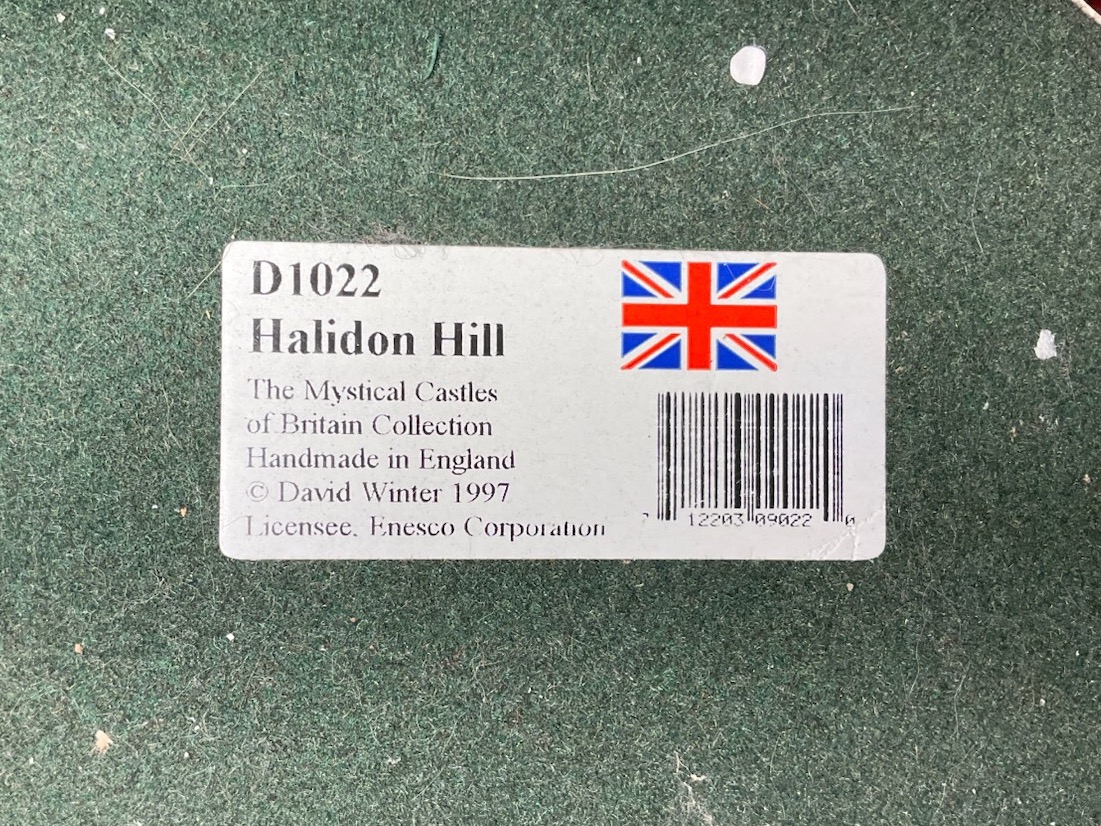 D1022
Halidon Hill
The Mystical Castles
of Britain Collection
Handmade in England
© David Winter 1997
Licensee. Enesco Corporation
12203 09022 0